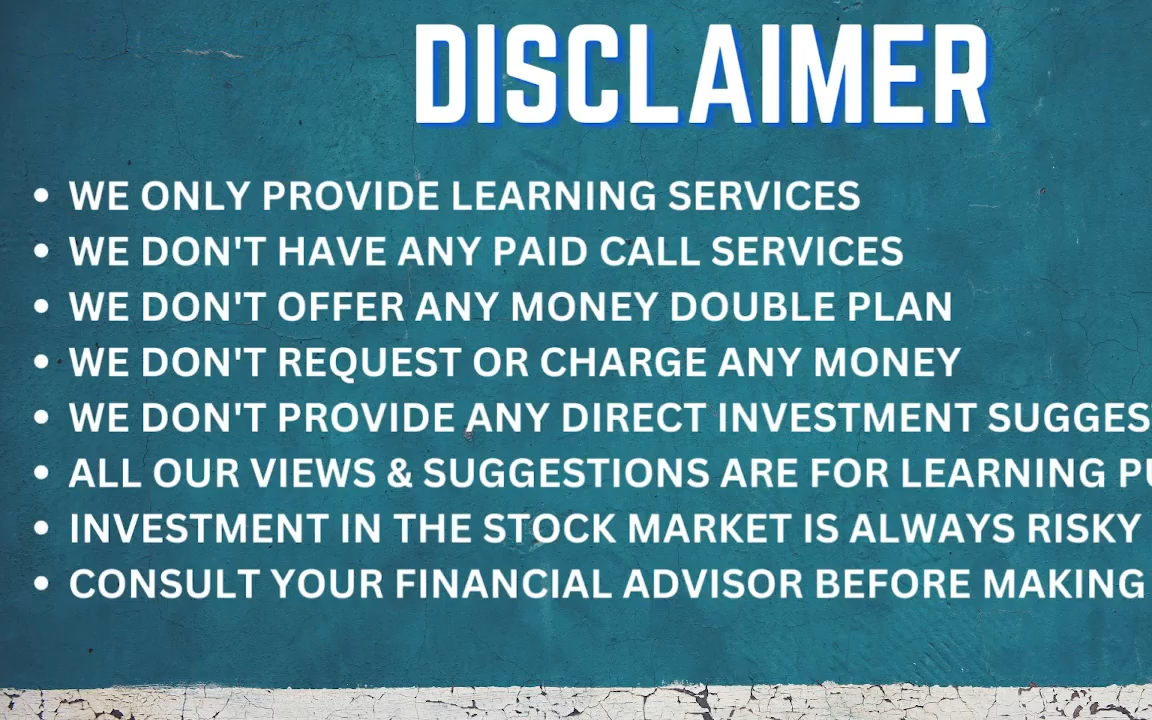 DISCLAIMER
• WE ONLY PROVIDE LEARNING SERVICES
• WE DON'T HAVE ANY PAID CALL SERVICES
• WE DON'T OFFER ANY MONEY DOUBLE PLAN
• WE DON'T REQUEST OR CHARGE ANY MONEY
• WE DON'T PROVIDE ANY DIRECT INVESTMENT
• ALL OUR VIEWS & SUGGESTIONS ARE FOR LEARNING
• INVESTMENT IN THE STOCK MARKET IS ALWAYS RISKY
• CONSULT YOUR FINANCIAL ADVISOR BEFORE MAKING